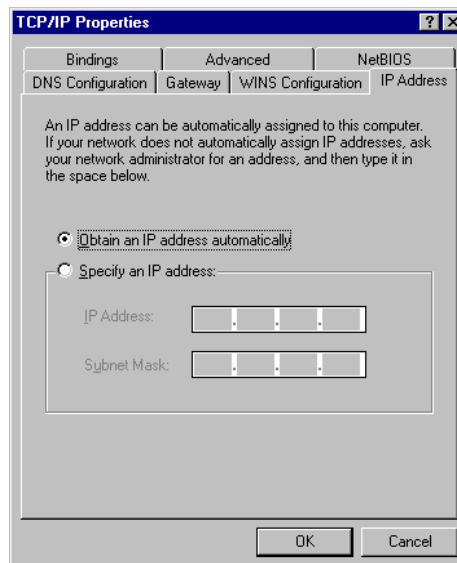 TCP/IP Properties
Bindings Advanced NetBIOS
DNS Configuration Gateway WINS Configuration IP Address
An IP address can be automatically assigned to this computer.
If your network does not automatically assign IP addresses, ask
your network administrator for an address, and then type it in
the space below.
Obtain an IP address automatically
Specify an IP address:
IP Address:
Subnet Mask:
OK Cancel